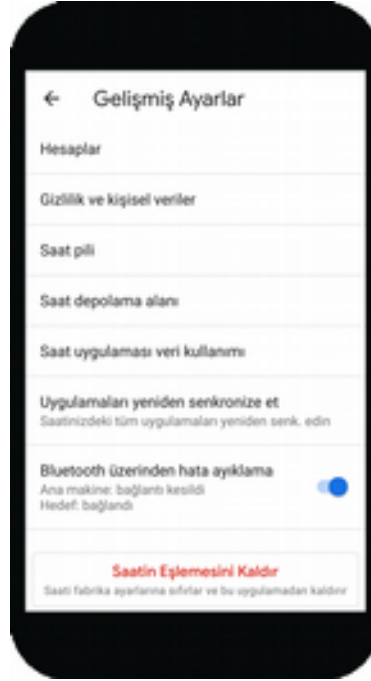 Gelişmiş Ayarlar
Hesaplar
Gizlilik ve kişisel veriler
Saat pili
Saat depolama alanı
Saat uygulaması veri kullanımı
Uygulamaları yeniden senkronize et
Saatinizdeki tüm uygulamaları yeniden senk. edin
Bluetooth üzerinden hata ayıklama
Ana makine: bağlantı kesildi
Hedef: bağlandı
Saatin Eşlemesini Kaldır
Saati fabrika ayarlarına sıfırlar ve bu uygulamadan kaldırır